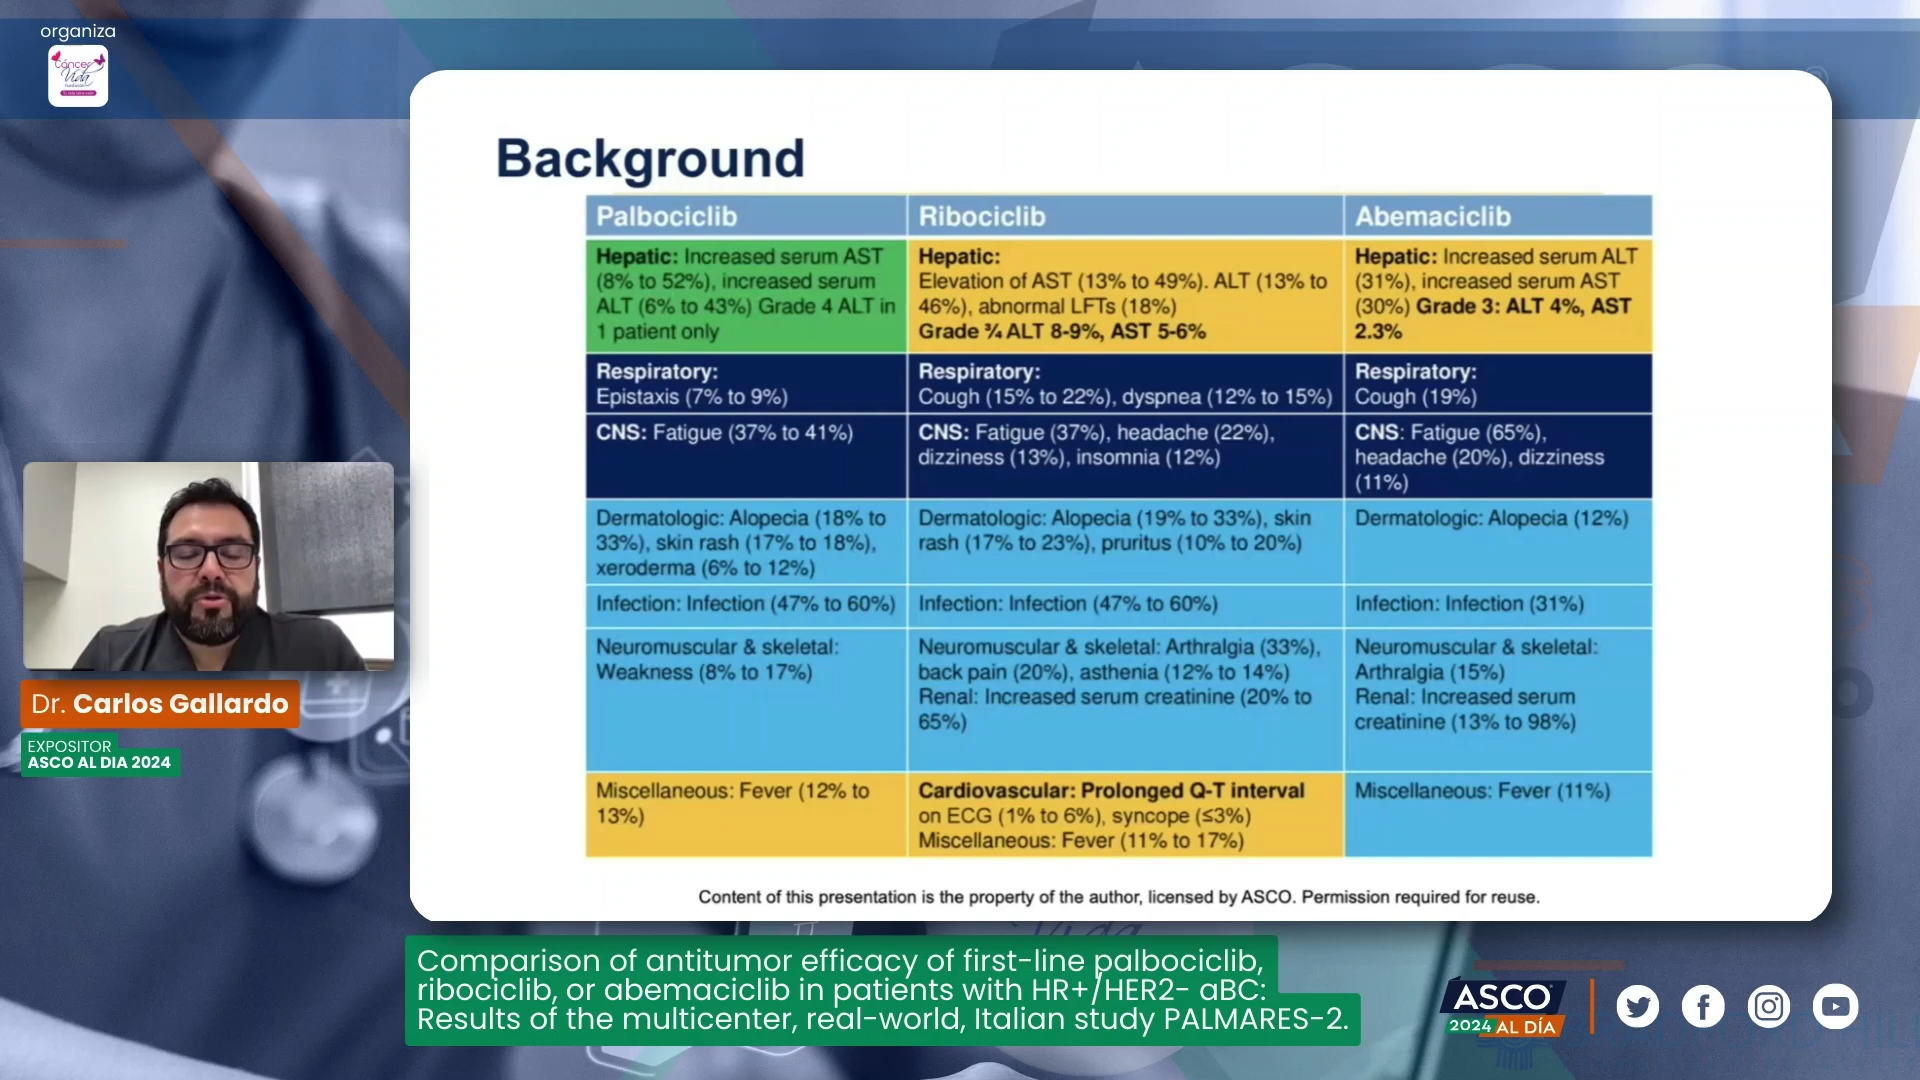 organiza
Cáncer
Vida
Background
Palbociclib
Ribociclib
Abemaciclib
Hepatic: Increased serum AST
(8% to 52%), increased serum
ALT (6% to 43%) Grade 4 ALT in
1 patient only
Hepatic:
Elevation of AST (13% to 49%). ALT (13% to
46%), abnormal LFTs (18%)
Grade ¾ ALT 8-9%, AST 5-6%
Hepatic: Increased serum ALT
(31%), increased serum AST
(30%) Grade 3: ALT 4%, AST
2.3%
Respiratory:
Epistaxis (7% to 9%)
Respiratory:
Cough (15% to 22%), dyspnea (12% to 15%)
Respiratory:
Cough (19%)
CNS: Fatigue (37% to 41%)
CNS: Fatigue (37%), headache (22%),
dizziness (13%), insomnia (12%)
CNS: Fatigue (65%),
headache (20%), dizziness
(11%)
Dermatologic: Alopecia (18% to
33%), skin rash (17% to 18%),
xeroderma (6% to 12%)
Dermatologic: Alopecia (19% to 33%), skin
rash (17% to 23%), pruritus (10% to 20%)
Dermatologic: Alopecia (12%)
Infection: Infection (47% to 60%)
Infection: Infection (47% to 60%)
Infection: Infection (31%)
Neuromuscular & skeletal:
Weakness (8% to 17%)
Neuromuscular & skeletal: Arthralgia (33%),
back pain (20%), asthenia (12% to 14%)
Renal: Increased serum creatinine (20% to
65%)
Neuromuscular & skeletal:
Arthralgia (15%)
Renal: Increased serum
creatinine (13% to 98%)
Miscellaneous: Fever (12% to
13%)
Cardiovascular: Prolonged Q-T interval
on ECG (1% to 6%), syncope (≤3%)
Miscellaneous: Fever (11% to 17%)
Miscellaneous: Fever (11%)
Content of this presentation is the property of the author, licensed by ASCO. Permission required for reuse.
Dr. Carlos Gallardo
EXPOSITOR
ASCO AL DIA 2024
Comparison of antitumor efficacy of first-line palbociclib,
ribociclib, or abemaciclib in patients with HR+/HER2- aBC:
Results of the multicenter, real-world, Italian study PALMARES-2.
ASCO
2024 AL DÍA